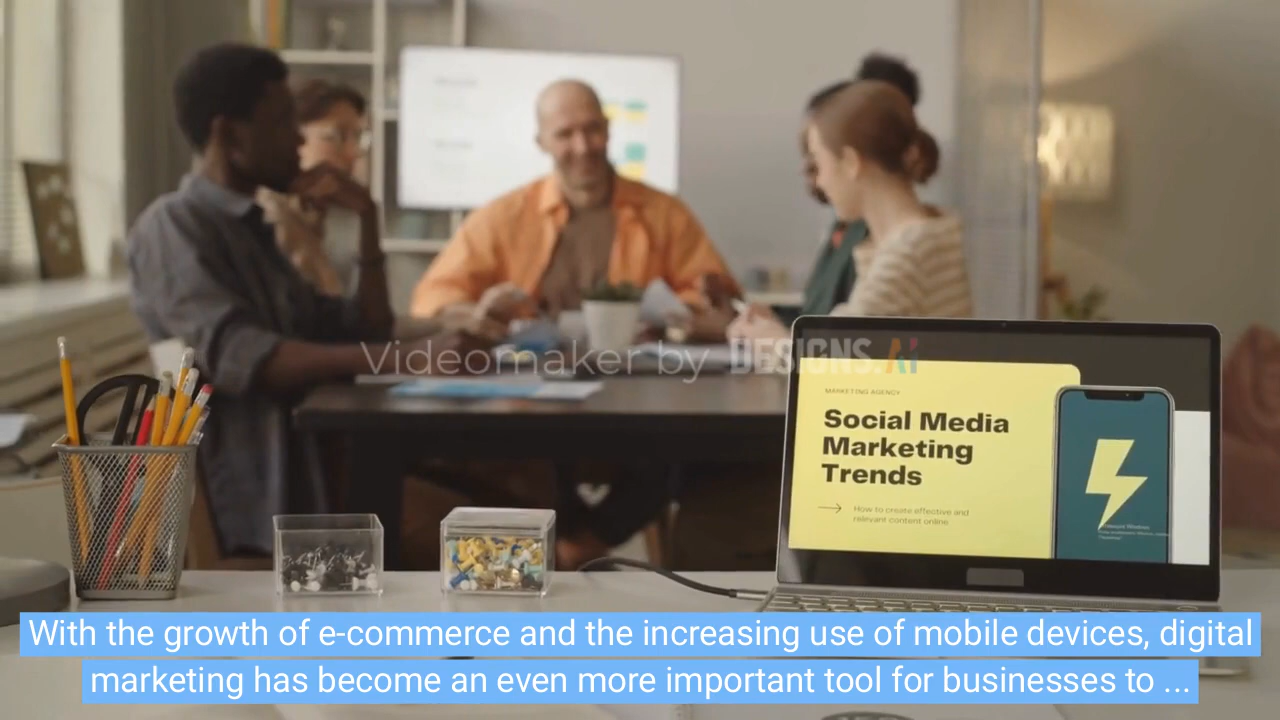 Videomaker by DESIGNS.Ai
MARKETING AGENCY
Social Media
Marketing
Trends
How to create effective and
relevant content online
With the growth of e-commerce and the increasing use of mobile devices, digital
marketing has become an even more important tool for businesses to ...